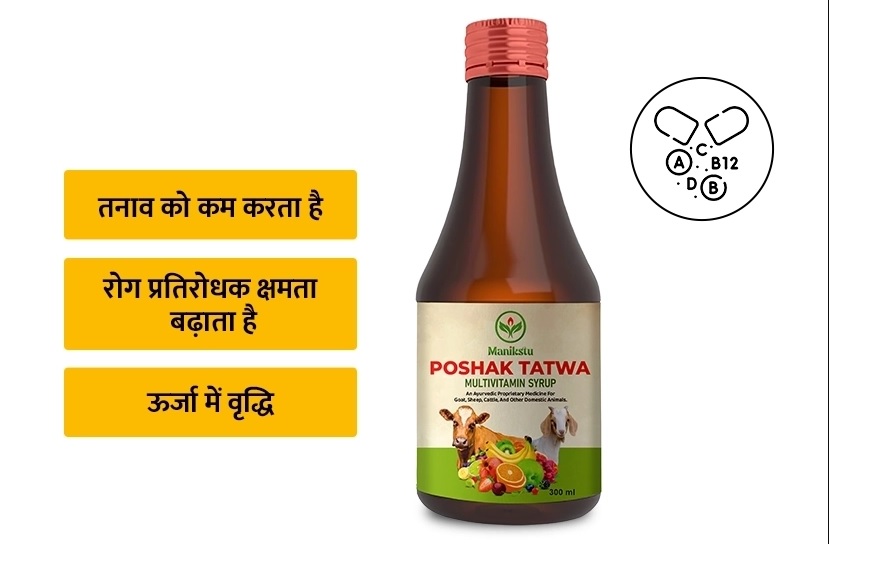 तनाव को कम करता है
रोग प्रतिरोधक क्षमता
बढ़ाता है
ऊर्जा में वृद्धि
Manikstu
POSHAK TATWA
MULTIVITAMIN SYRUP
An Ayurvedic Proprietary Medicine For
Goat, Sheep, Cattle, And Other Domestic Animals.
300 ml
C
A B12
D B